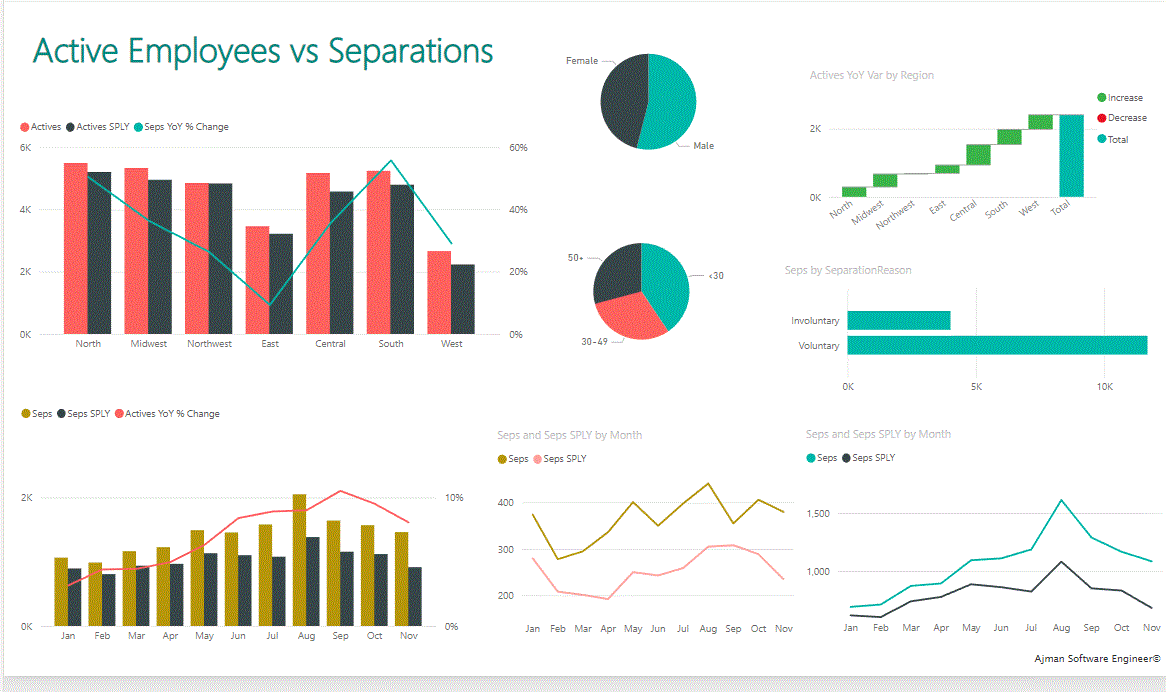 Active Employees vs Separations
Actives Actives SPLY Seps YoY % Change
6K 60%
4K 40%
2K 20%
0K 0%
North Midwest Northwest East Central South West
Female
Male
50+
<30
30-49
Actives YoY Var by Region
Increase
Decrease
Total
2K
0K
North Midwest Northwest East Central South West Total
Seps by SeparationReason
Involuntary
Voluntary
0K 5K 10K
Seps Seps SPLY Actives YoY % Change
2K 10%
0K 0%
Jan Feb Mar Apr May Jun Jul Aug Sep Oct Nov
Seps and Seps SPLY by Month
Seps Seps SPLY
400
300
200
Jan Feb Mar Apr May Jun Jul Aug Sep Oct Nov
Seps and Seps SPLY by Month
Seps Seps SPLY
1,500
1,000
Jan Feb Mar Apr May Jun Jul Aug Sep Oct Nov
Ajman Software Engineer©